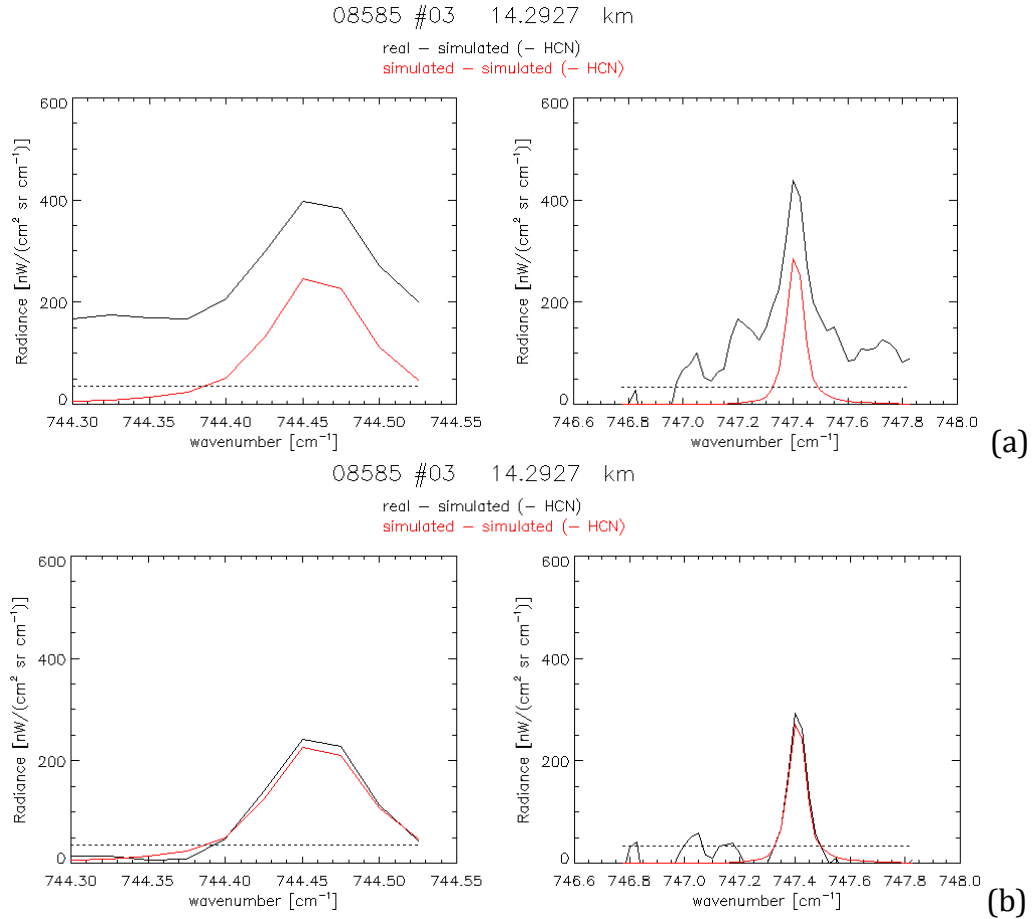 08585 #03 14.2927 km
real – simulated (– HCN)
simulated – simulated (– HCN)
Radiance [nW/(cm² sr cm⁻¹)]
600
400
200
0
744.30 744.35 744.40 744.45 744.50 744.55
wavenumber [cm⁻¹]
Radiance [nW/(cm² sr cm⁻¹)]
600
400
200
0
746.6 746.8 747.0 747.2 747.4 747.6 747.8 748.0
wavenumber [cm⁻¹]
(a)
08585 #03 14.2927 km
real – simulated (– HCN)
simulated – simulated (– HCN)
Radiance [nW/(cm² sr cm⁻¹)]
600
400
200
0
744.30 744.35 744.40 744.45 744.50 744.55
wavenumber [cm⁻¹]
Radiance [nW/(cm² sr cm⁻¹)]
600
400
200
0
746.6 746.8 747.0 747.2 747.4 747.6 747.8 748.0
wavenumber [cm⁻¹]
(b)